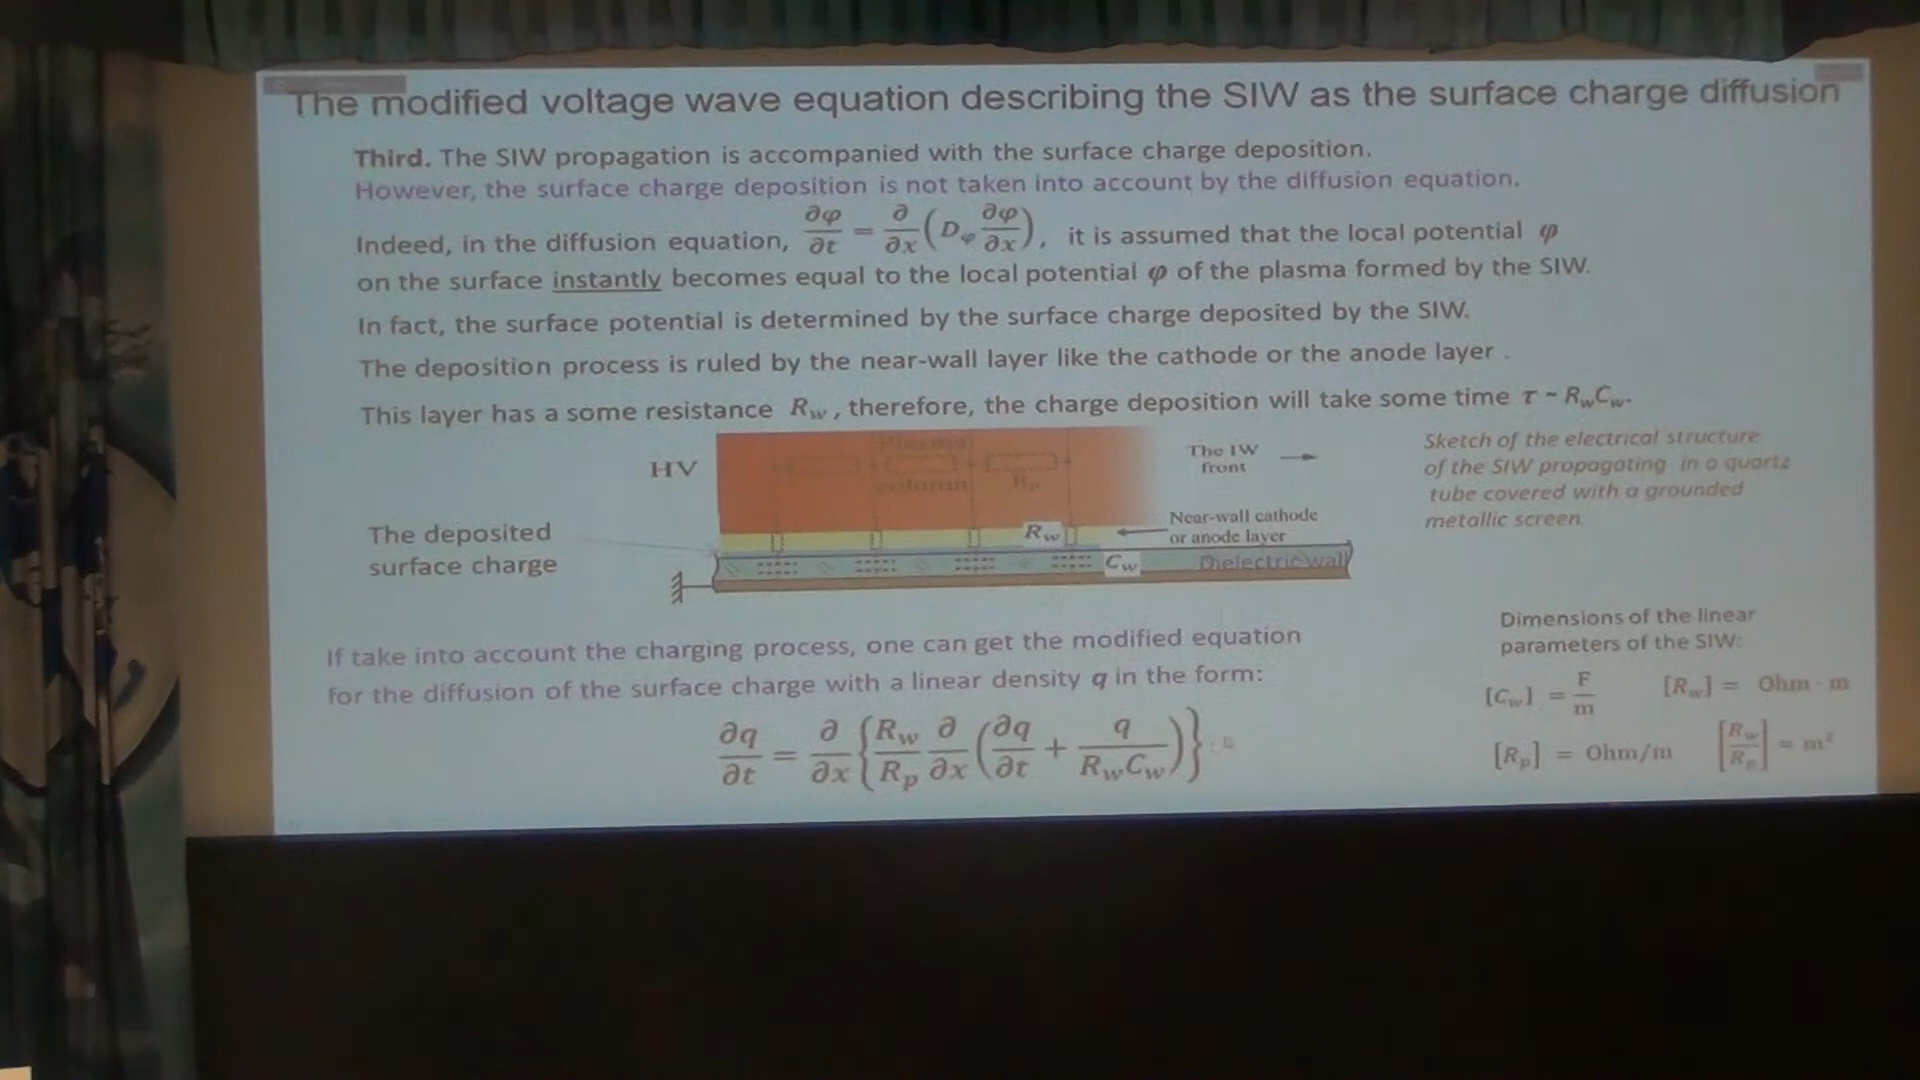 The modified voltage wave equation describing the SIW as the surface charge diffusion
Third. The SIW propagation is accompanied with the surface charge deposition.
However, the surface charge deposition is not taken into account by the diffusion equation.
Indeed, in the diffusion equation, ∂φ/∂t = ∂/∂x (D_φ ∂φ/∂x), it is assumed that the local potential φ
on the surface instantly becomes equal to the local potential φ of the plasma formed by the SIW.
In fact, the surface potential is determined by the surface charge deposited by the SIW.
The deposition process is ruled by the near-wall layer like the cathode or the anode layer .
This layer has a some resistance R_w , therefore, the charge deposition will take some time τ ~ R_wC_w.
HV
Plasma
column
R_p
The IW
front
Sketch of the electrical structure
of the SIW propagating in a quartz
tube covered with a grounded
metallic screen.
The deposited
surface charge
R_w
Near-wall cathode
or anode layer
C_w
Dielectric wall
If take into account the charging process, one can get the modified equation
for the diffusion of the surface charge with a linear density q in the form:
∂q/∂t = ∂/∂x {R_w/R_p ∂/∂x (∂q/∂t + q/(R_wC_w))}
Dimensions of the linear
parameters of the SIW:
[C_w] = F/m [R_w] = Ohm · m
[R_p] = Ohm/m [R_w/R_p] = m²